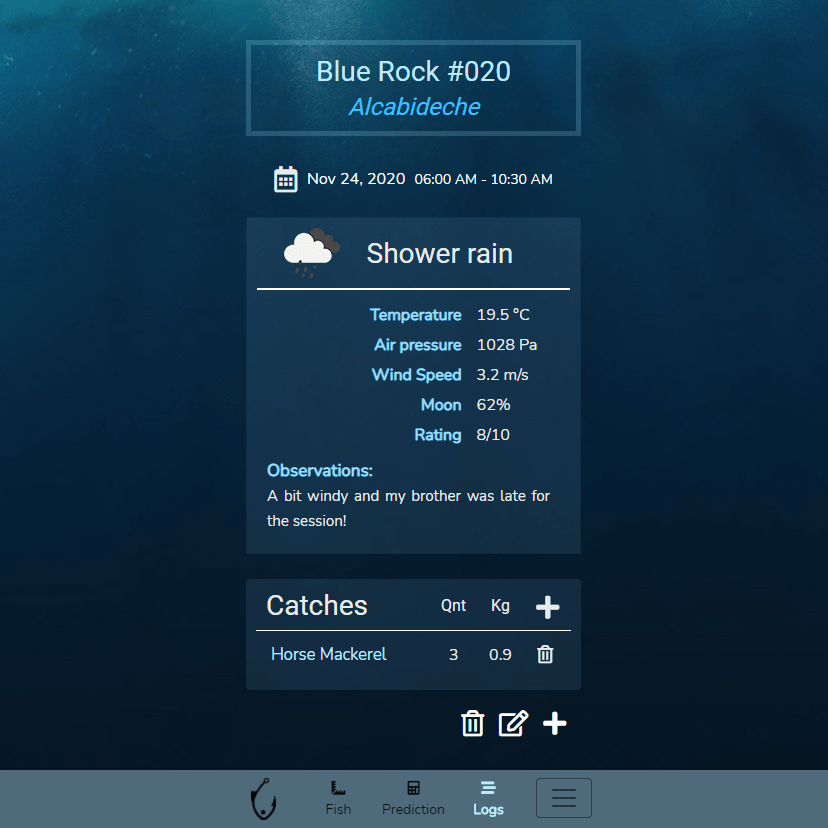 Blue Rock #020
Alcabideche
Nov 24, 2020 06:00 AM - 10:30 AM
Shower rain
Temperature 19.5 °C
Air pressure 1028 Pa
Wind Speed 3.2 m/s
Moon 62%
Rating 8/10
Observations:
A bit windy and my brother was late for
the session!
Catches Qnt Kg
Horse Mackerel 3 0.9
Fish Prediction Logs